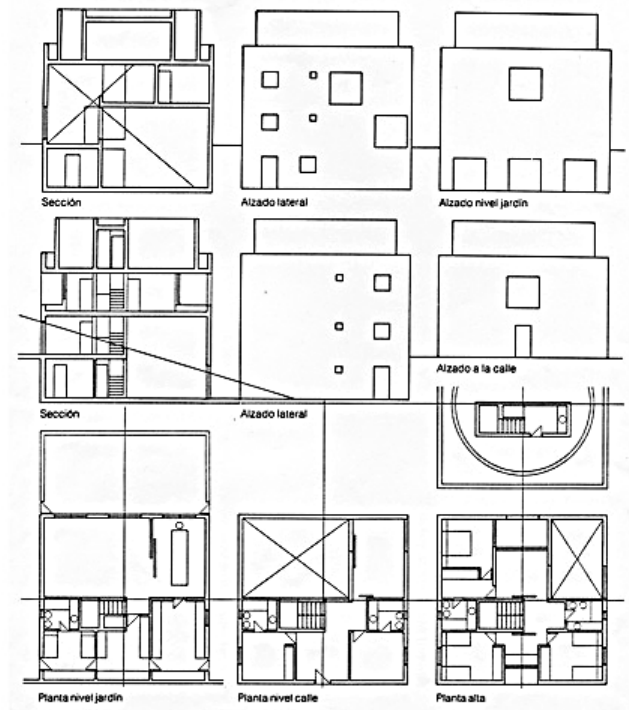 Sección
Alzado lateral
Alzado nivel jardín
Sección
Alzado lateral
Alzado a la calle
Planta nivel jardín
Planta nivel calle
Planta alta